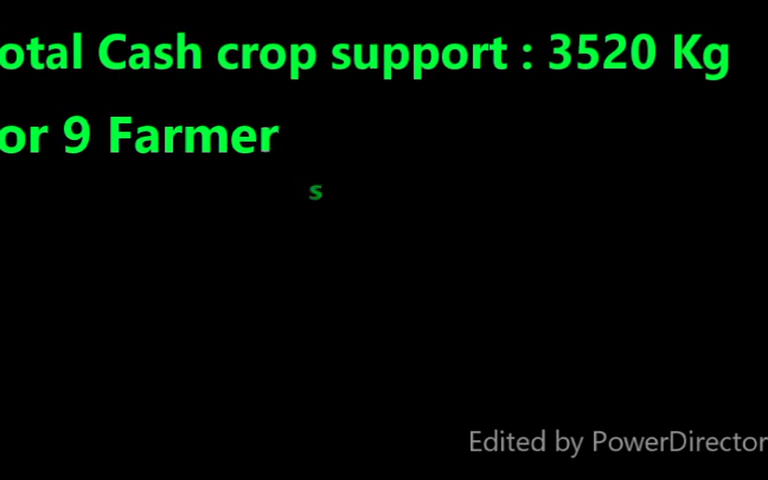 otal Cash crop support : 3520 Kg
or 9 Farmer
s
Edited by PowerDirector